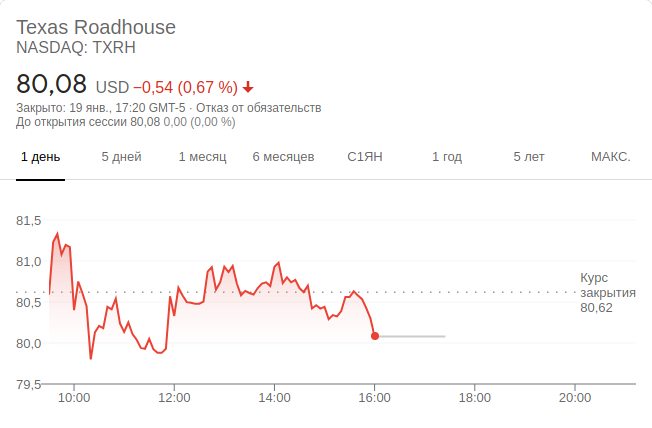 Texas Roadhouse
NASDAQ: TXRH
80,08 USD −0,54 (0,67 %)
Закрыто: 19 янв., 17:20 GMT-5 · Отказ от обязательств
До открытия сессии 80,08 0,00 (0,00 %)
1 день 5 дней 1 месяц 6 месяцев С1ЯН 1 год 5 лет МАКС.
81,5
81,0
Курс
закрытия
80,62
80,5
80,0
79,5
10:00 12:00 14:00 16:00 18:00 20:00